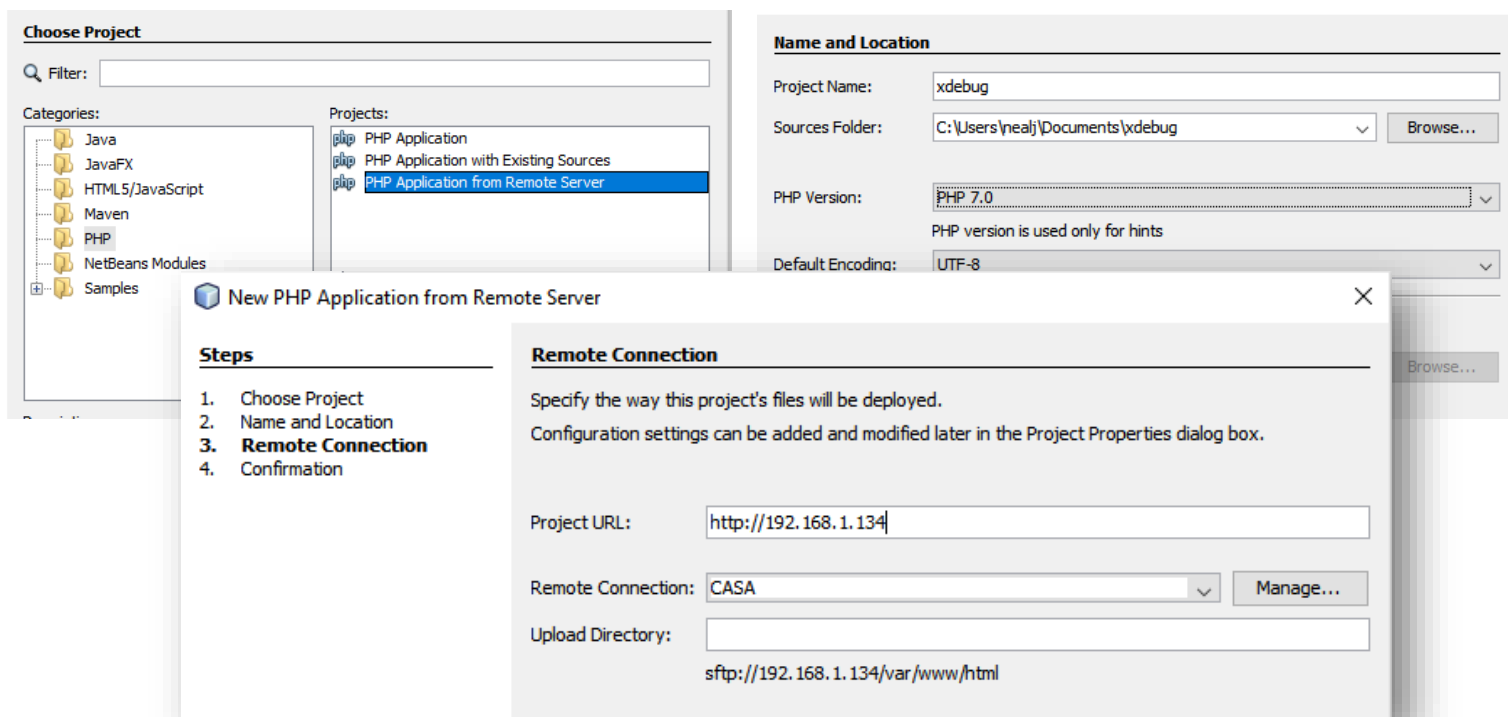 Choose Project
Filter:
Categories:
Projects:
Java
JavaFX
HTML5/JavaScript
Maven
PHP
NetBeans Modules
Samples
php PHP Application
php PHP Application with Existing Sources
php PHP Application from Remote Server
Name and Location
Project Name: xdebug
Sources Folder: C:\Users\nealj\Documents\xdebug Browse...
PHP Version: PHP 7.0
PHP version is used only for hints
Default Encoding: UTF-8
Browse...
New PHP Application from Remote Server
Steps
1. Choose Project
2. Name and Location
3. Remote Connection
4. Confirmation
Remote Connection
Specify the way this project's files will be deployed.
Configuration settings can be added and modified later in the Project Properties dialog box.
Project URL: http://192.168.1.134
Remote Connection: CASA Manage...
Upload Directory:
sftp://192.168.1.134/var/www/html